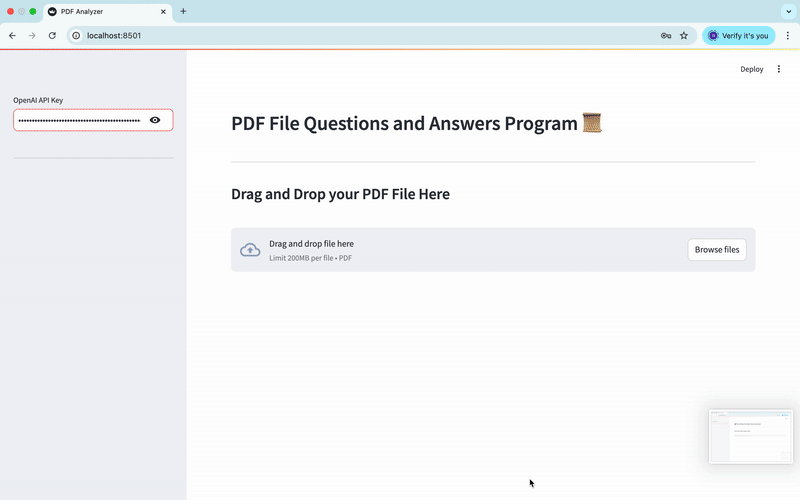 PDF Analyzer
localhost:8501
Verify it's you
Deploy
OpenAI API Key
••••••••••••••••••••••••••••••••••••••••••••
PDF File Questions and Answers Program 📜
Drag and Drop your PDF File Here
Drag and drop file here
Limit 200MB per file • PDF
Browse files